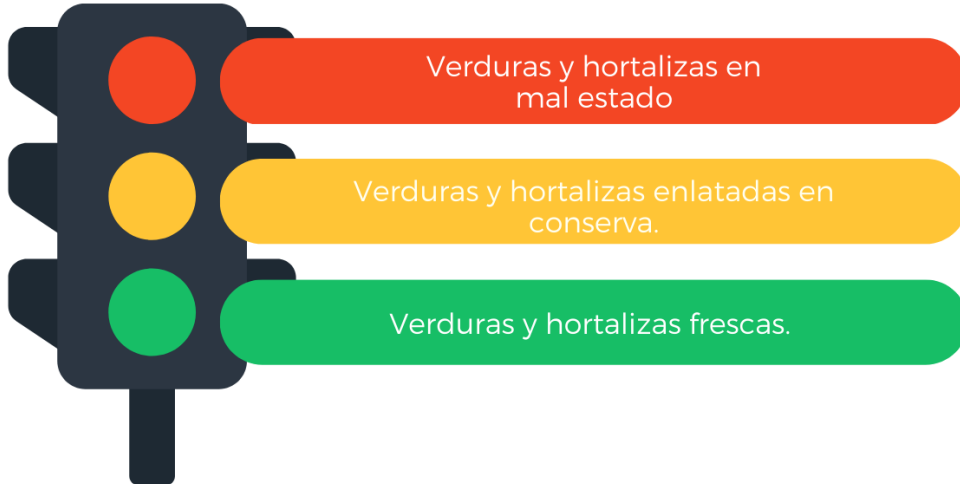 Verduras y hortalizas en
mal estado
Verduras y hortalizas enlatadas en
conserva.
Verduras y hortalizas frescas.